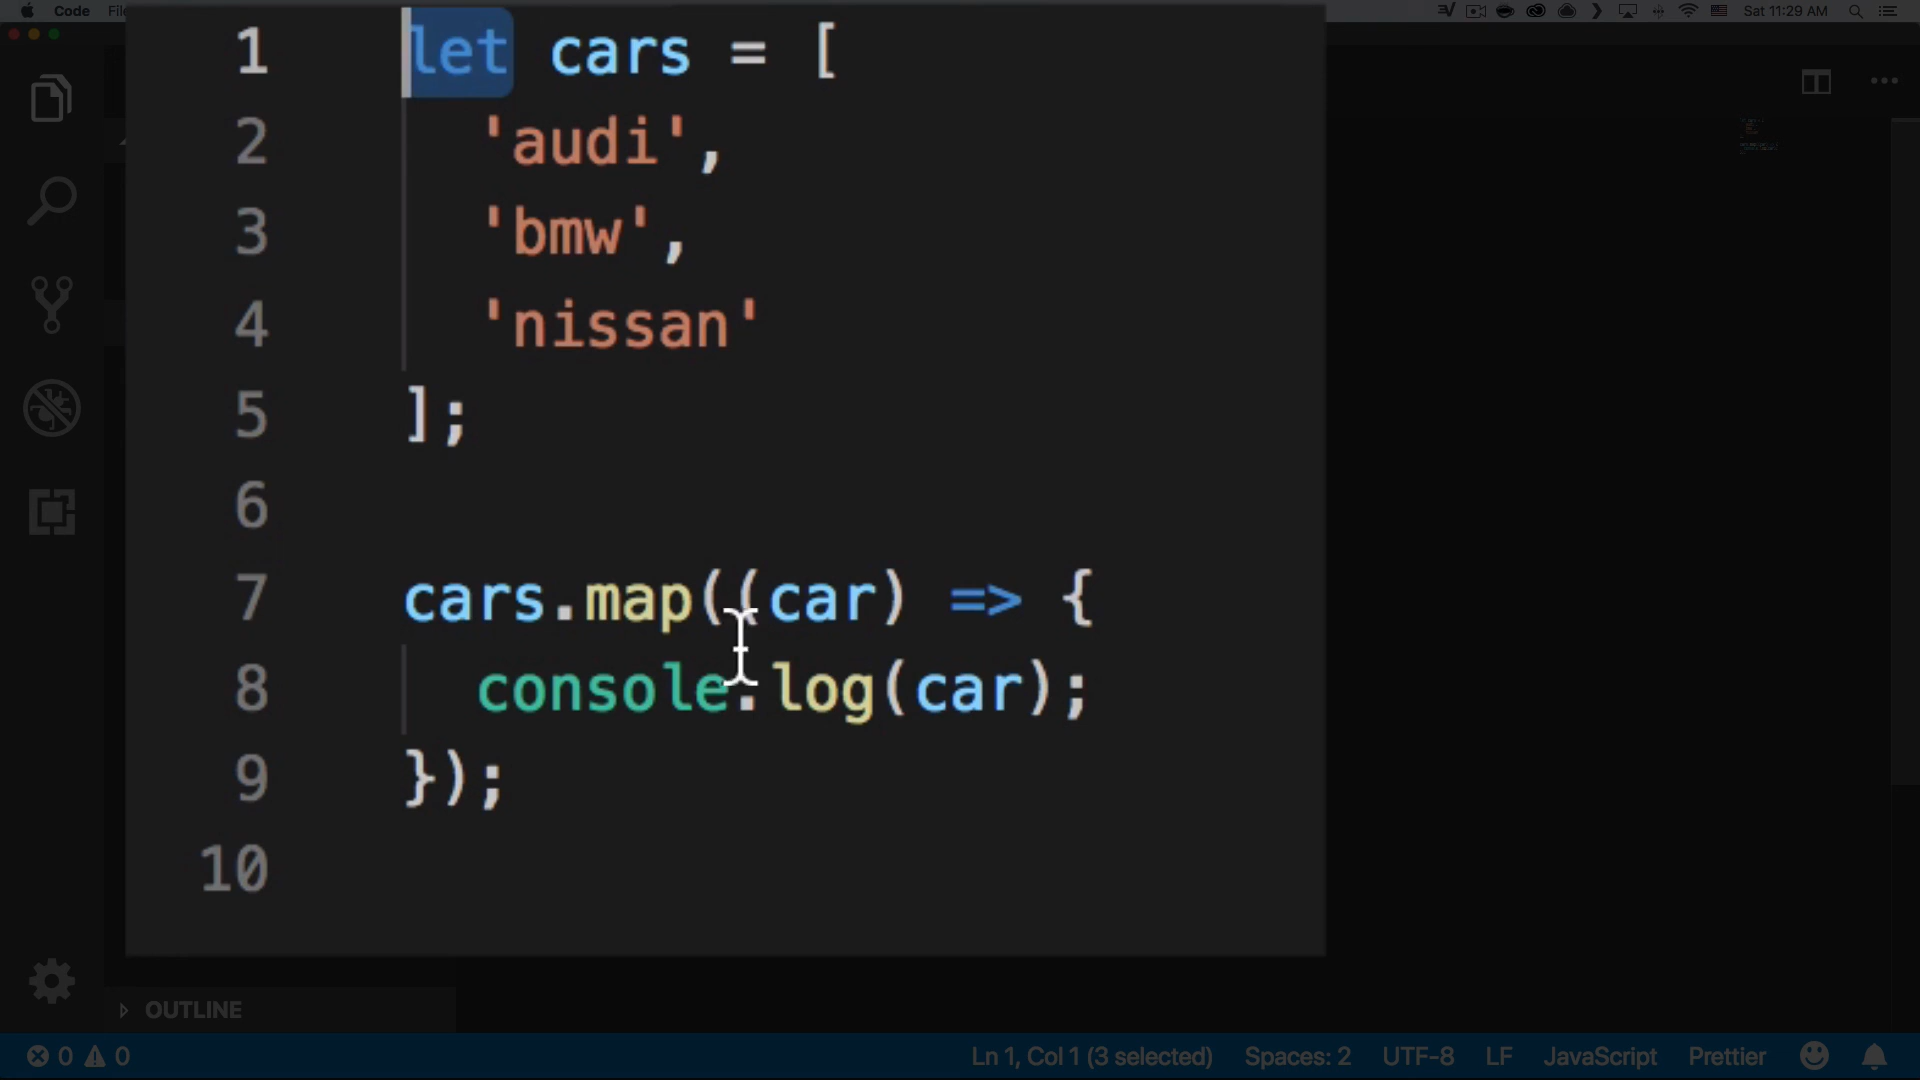 Code Fil Sat 11:29 AM
1 let cars = [
2 'audi',
3 'bmw',
4 'nissan'
5 ];
6
7 cars.map((car) => {
8 console.log(car);
9 });
10
OUTLINE
0 0 Ln 1, Col 1 (3 selected) Spaces: 2 UTF-8 LF JavaScript Prettier